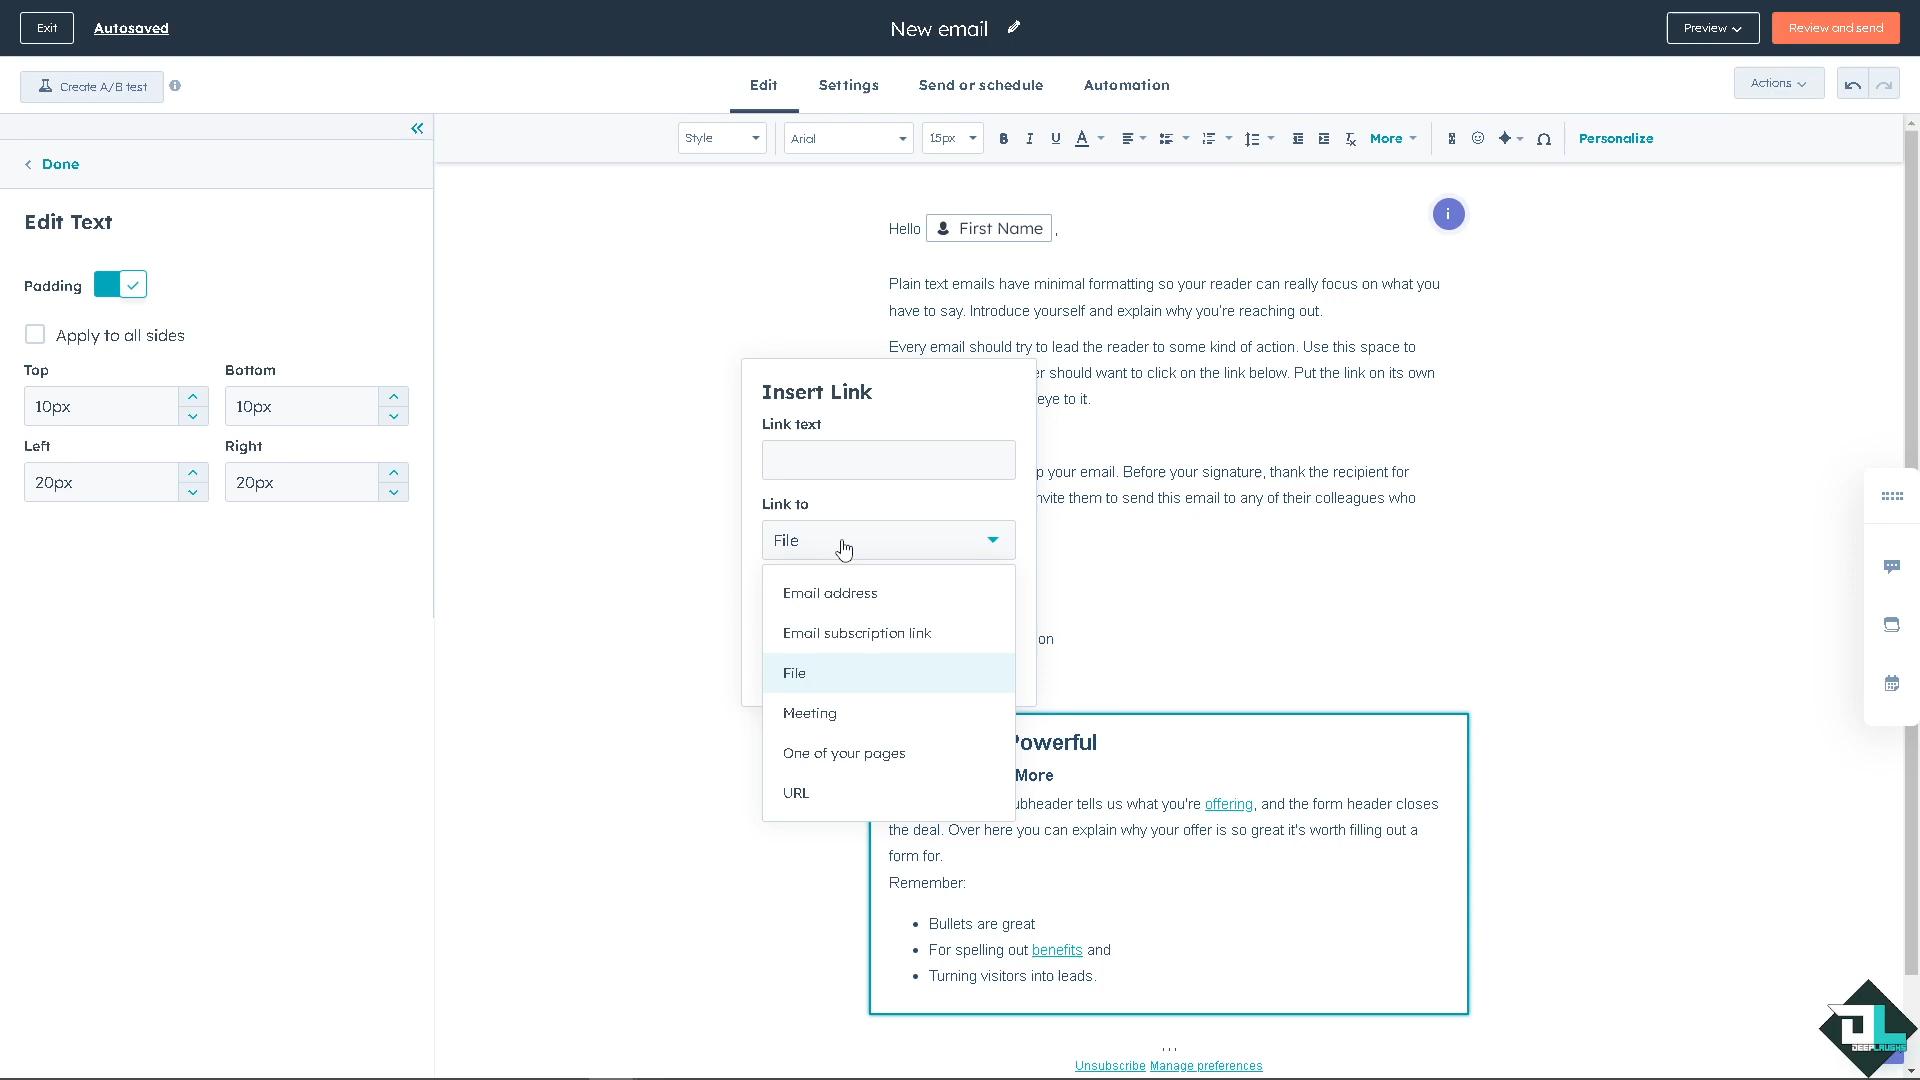 Exit
Autosaved
New email
Preview
Review and send
Create A/B test
Edit
Settings
Send or schedule
Automation
Actions
Style
Arial
15px
B
I
U
A
More
Personalize
Done
Edit Text
Padding
Apply to all sides
Top
Bottom
10px
10px
Left
Right
20px
20px
Hello First Name ,
Plain text emails have minimal formatting so your reader can really focus on what you
have to say. Introduce yourself and explain why you're reaching out.
Every email should try to lead the reader to some kind of action. Use this space to
r should want to click on the link below. Put the link on its own
eye to it.
p your email. Before your signature, thank the recipient for
nvite them to send this email to any of their colleagues who
on
Insert Link
Link text
Link to
File
Email address
Email subscription link
File
Meeting
One of your pages
URL
Powerful
More
ubheader tells us what you're offering, and the form header closes
the deal. Over here you can explain why your offer is so great it's worth filling out a
form for.
Remember:
• Bullets are great
• For spelling out benefits and
• Turning visitors into leads.
...
Unsubscribe Manage preferences
DL
DEEPLAUGHS